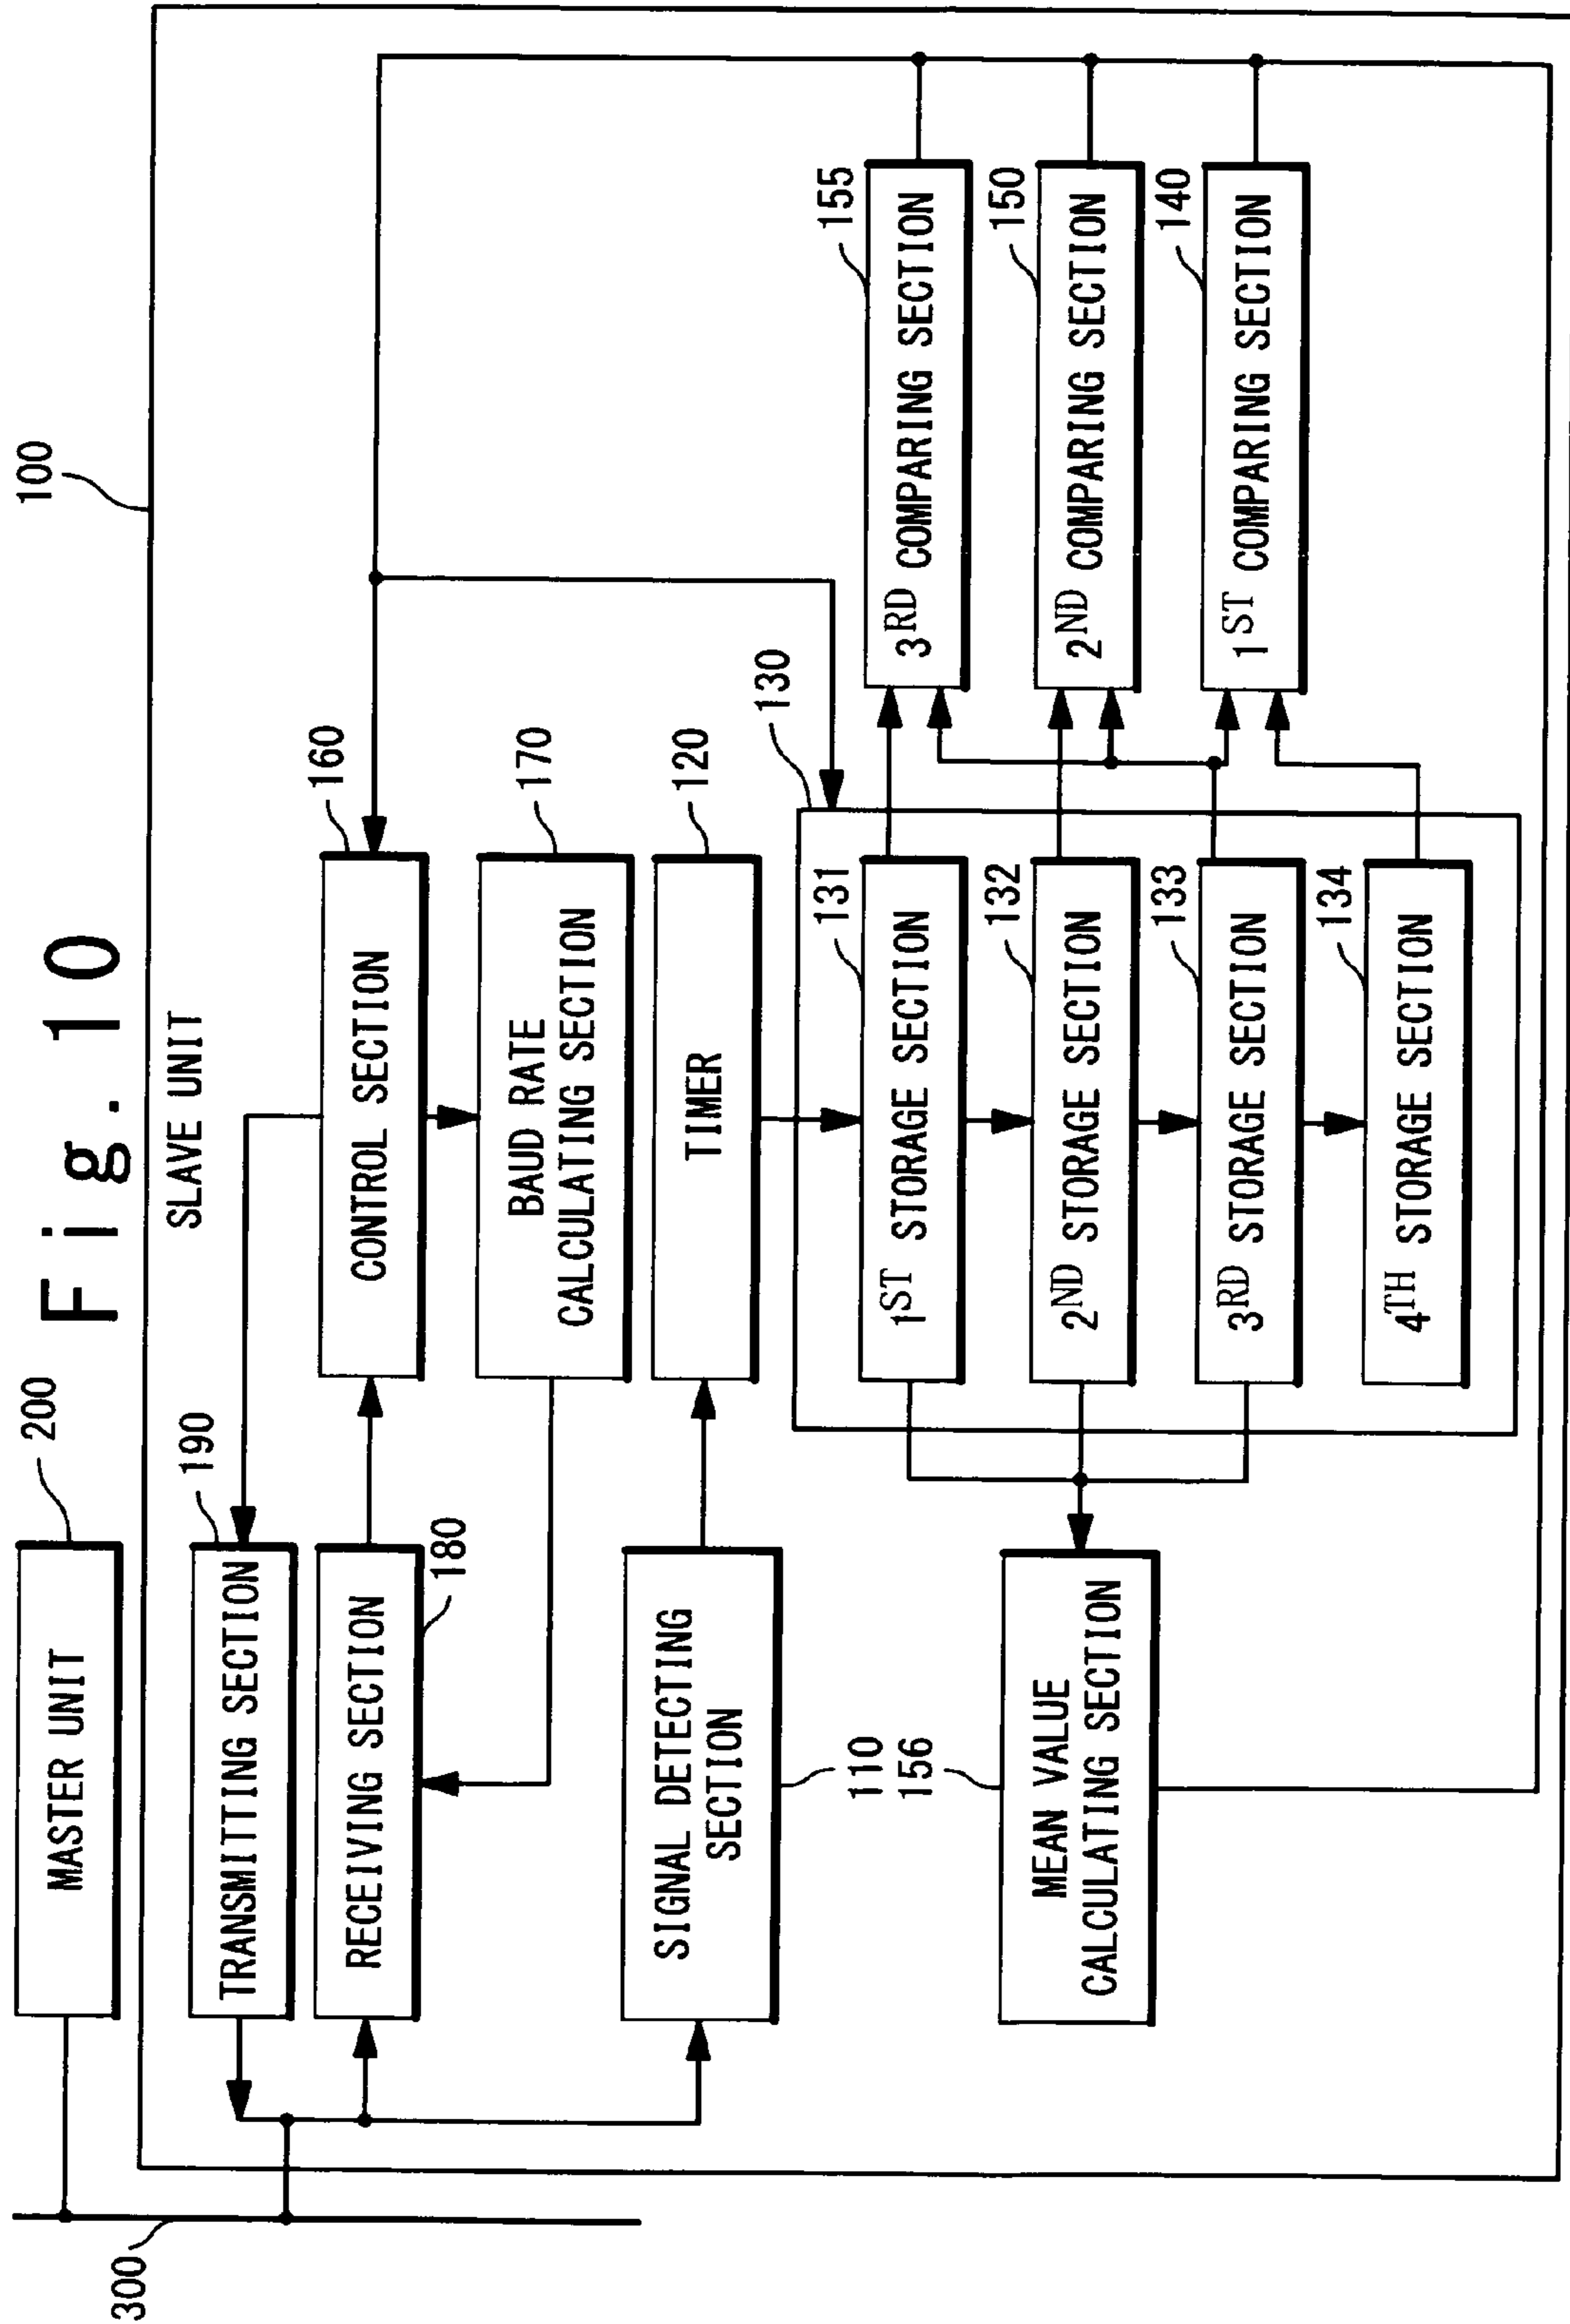 Fig. 10
300
MASTER UNIT
200
100
SLAVE UNIT
TRANSMITTING SECTION
190
RECEIVING SECTION
180
CONTROL SECTION
160
BAUD RATE
CALCULATING SECTION
170
SIGNAL DETECTING
SECTION
110
TIMER
120
130
1ST STORAGE SECTION
131
2ND STORAGE SECTION
132
3RD STORAGE SECTION
133
4TH STORAGE SECTION
134
156
MEAN VALUE
CALCULATING SECTION
3RD COMPARING SECTION
155
2ND COMPARING SECTION
150
1ST COMPARING SECTION
140